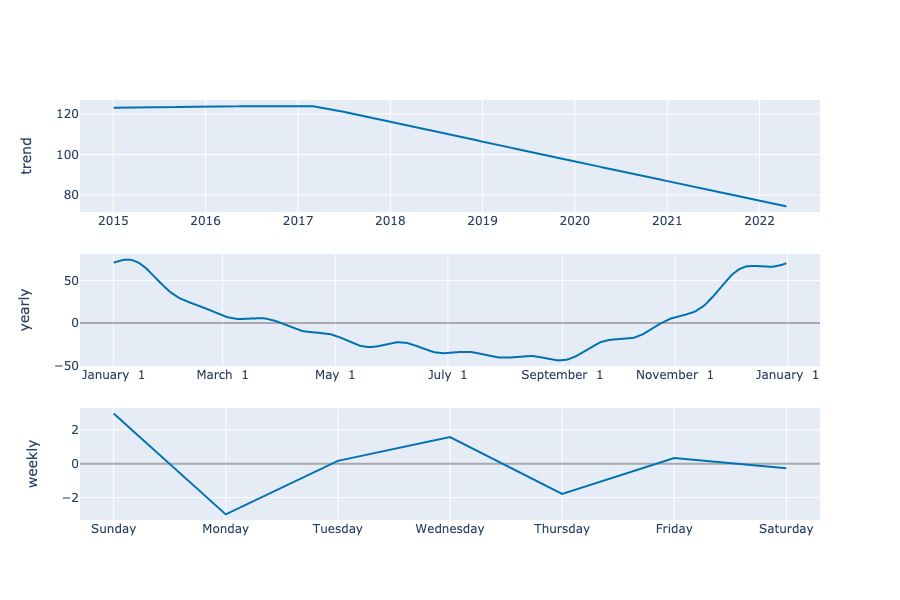 trend
120
100
80
2015 2016 2017 2018 2019 2020 2021 2022
yearly
50
0
−50
January 1 March 1 May 1 July 1 September 1 November 1 January 1
weekly
2
0
−2
Sunday Monday Tuesday Wednesday Thursday Friday Saturday